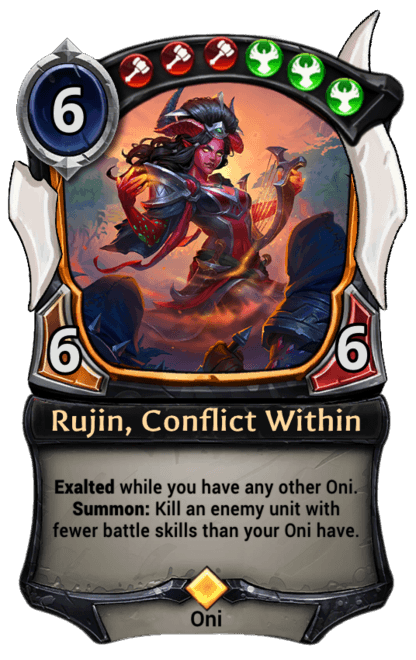 6
6
6
Rujin, Conflict Within
Exalted while you have any other Oni.
Summon: Kill an enemy unit with
fewer battle skills than your Oni have.
Oni